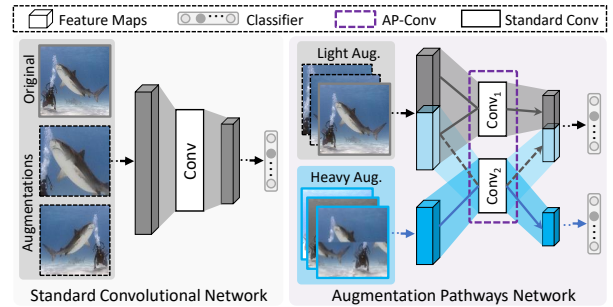 Feature Maps
Classifier
AP-Conv
Standard Conv
Original
Augmentations
Conv
Standard Convolutional Network
Light Aug.
Heavy Aug.
Conv1
Conv2
Augmentation Pathways Network